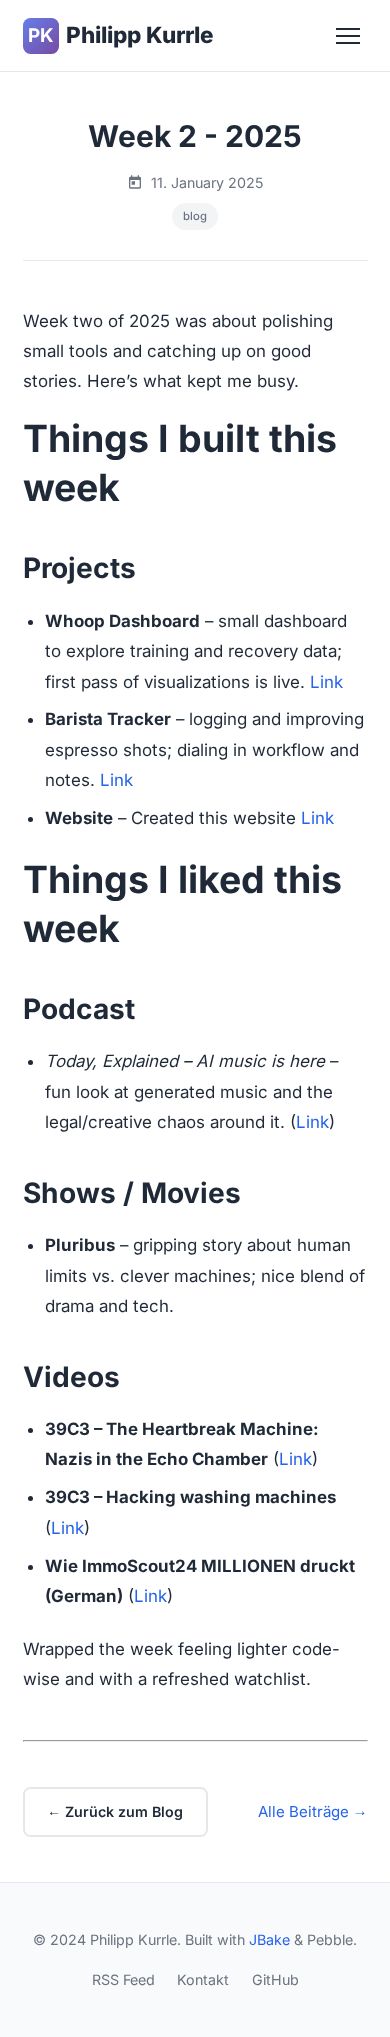 PK Philipp Kurrle
Week 2 - 2025
11. January 2025
blog
Week two of 2025 was about polishing
small tools and catching up on good
stories. Here’s what kept me busy.
Things I built this
week
Projects
• Whoop Dashboard – small dashboard
to explore training and recovery data;
first pass of visualizations is live. Link
• Barista Tracker – logging and improving
espresso shots; dialing in workflow and
notes. Link
• Website – Created this website Link
Things I liked this
week
Podcast
• Today, Explained – AI music is here –
fun look at generated music and the
legal/creative chaos around it. (Link)
Shows / Movies
• Pluribus – gripping story about human
limits vs. clever machines; nice blend of
drama and tech.
Videos
• 39C3 – The Heartbreak Machine:
Nazis in the Echo Chamber (Link)
• 39C3 – Hacking washing machines
(Link)
• Wie ImmoScout24 MILLIONEN druckt
(German) (Link)
Wrapped the week feeling lighter code-
wise and with a refreshed watchlist.
← Zurück zum Blog
Alle Beiträge →
© 2024 Philipp Kurrle. Built with JBake & Pebble.
RSS Feed Kontakt GitHub